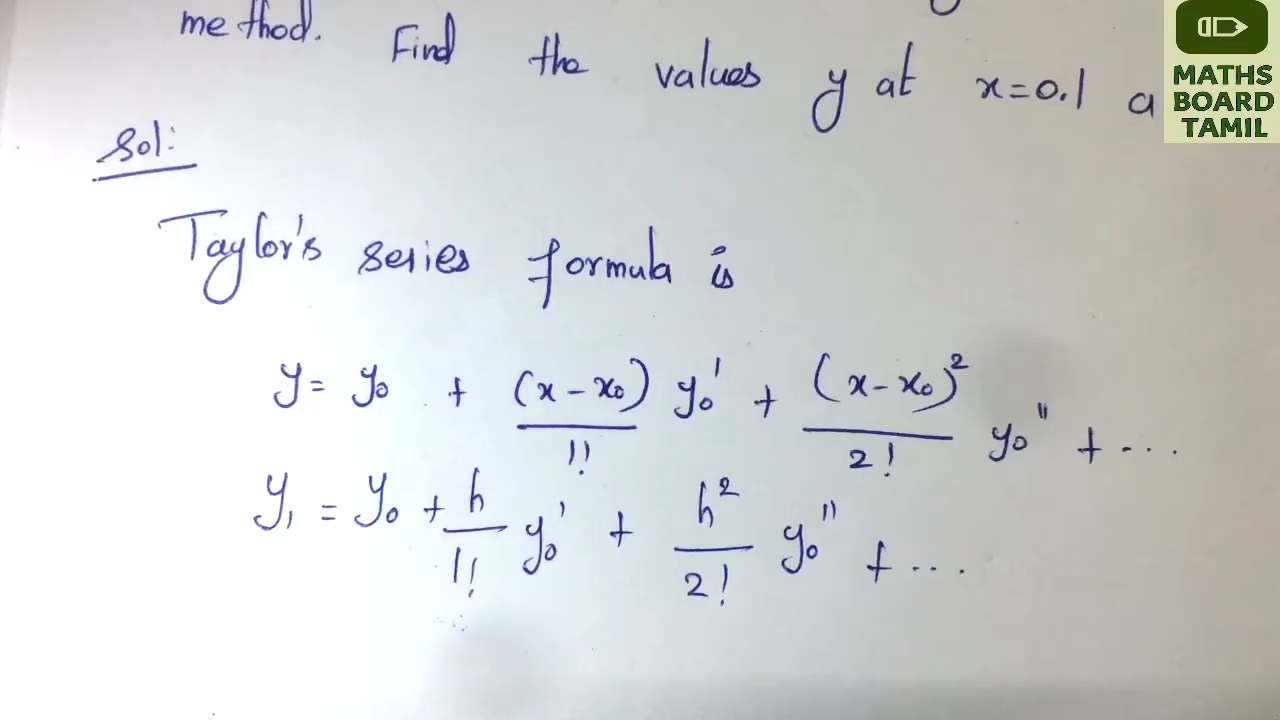 method. Find the values y at x=0.1 a
MATHS
BOARD
TAMIL
Sol:
Taylor's series formula is
y = y₀ + (x - x₀)/1! y₀' + (x - x₀)²/2! y₀'' + ...
y₁ = y₀ + h/1! y₀' + h²/2! y₀'' + ....